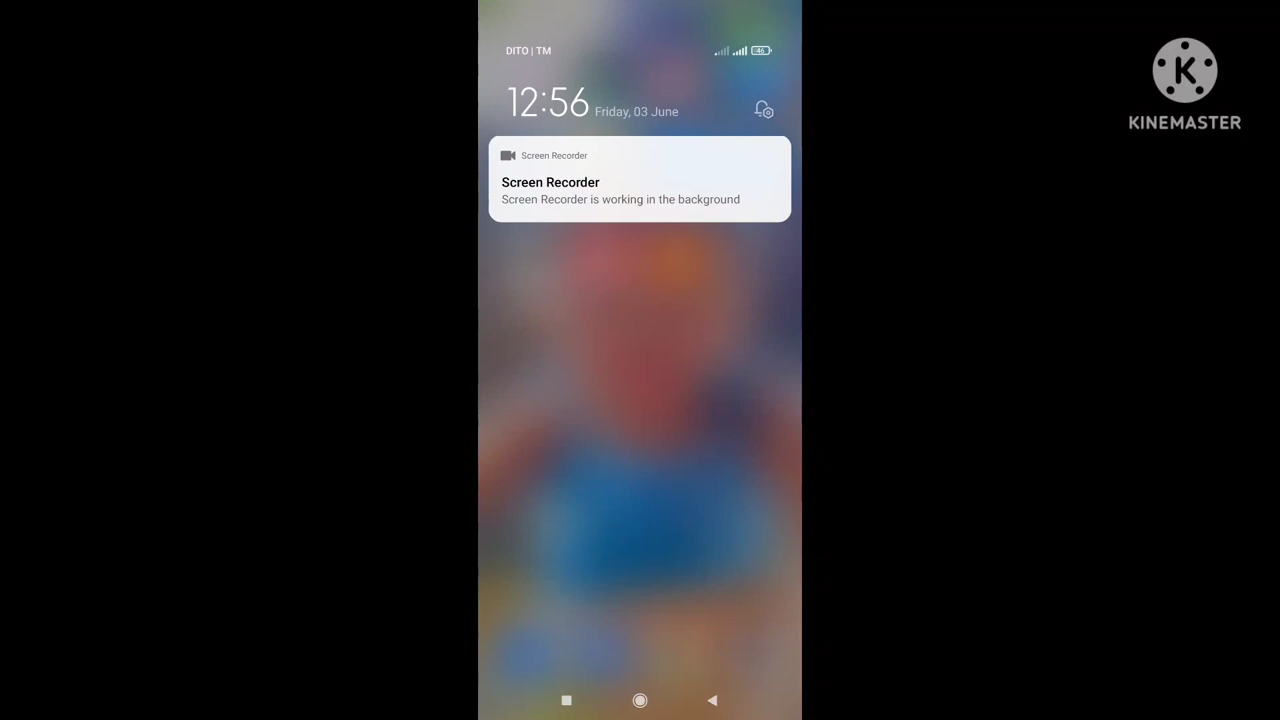 DITO | TM
46
12:56 Friday, 03 June
Screen Recorder
Screen Recorder
Screen Recorder is working in the background
K
KINEMASTER